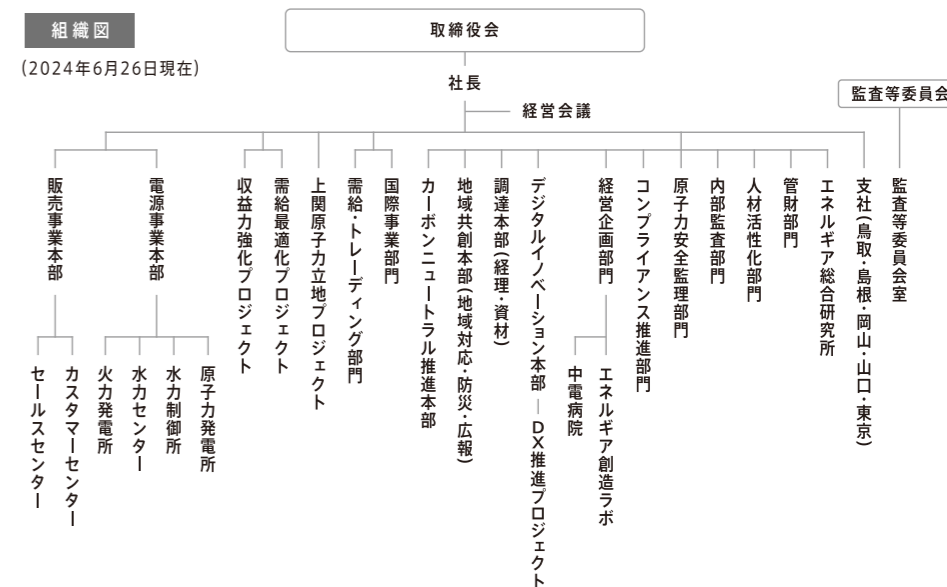 組織図
(2024年6月26日現在)
取締役会
社長
経営会議
監査等委員会
販売事業本部
電源事業本部
収益力強化プロジェクト
需給最適化プロジェクト
上関原子力立地プロジェクト
需給・トレーディング部門
国際事業部門
カーボンニュートラル推進本部
地域共創本部(地域対応・防災・広報)
調達本部(経理・資材)
デジタルイノベーション本部
DX推進プロジェクト
経営企画部門
コンプライアンス推進部門
原子力安全監理部門
内部監査部門
人材活性化部門
管財部門
エネルギア総合研究所
支社(鳥取・島根・岡山・山口・東京)
監査等委員会室
セールスセンター
カスタマーセンター
火力発電所
水力センター
水力制御所
原子力発電所
中電病院
エネルギア創造ラボ